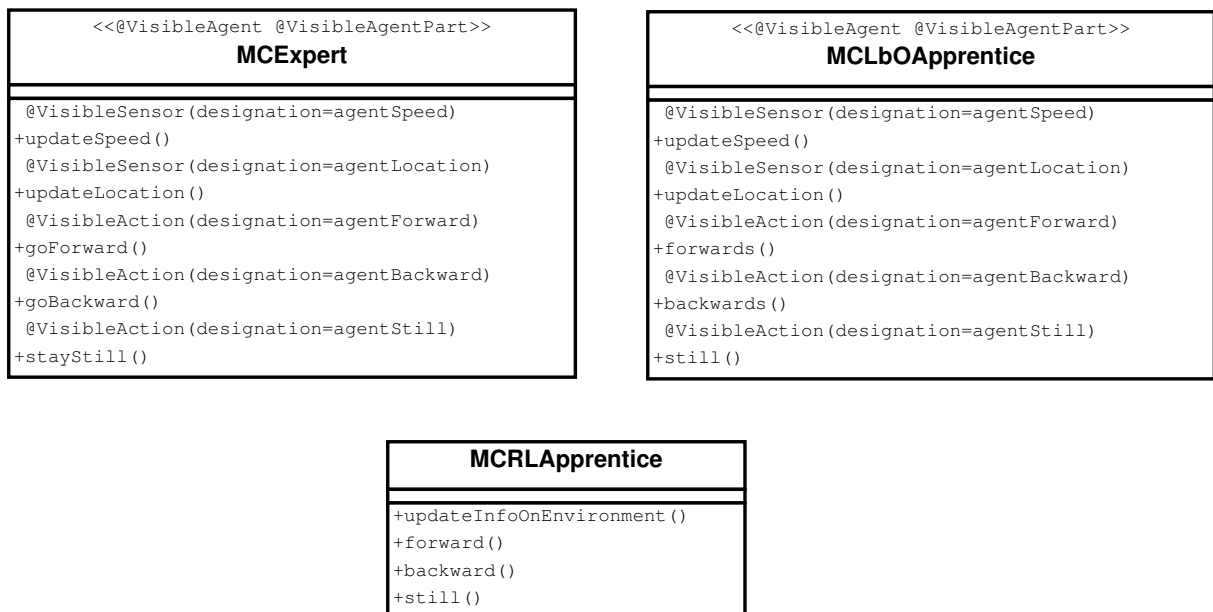 <<@VisibleAgent @VisibleAgentPart>>
MCExpert
@VisibleSensor(designation=agentSpeed)
+updateSpeed()
@VisibleSensor(designation=agentLocation)
+updateLocation()
@VisibleAction(designation=agentForward)
+goForward()
@VisibleAction(designation=agentBackward)
+goBackward()
@VisibleAction(designation=agentStill)
+stayStill()
<<@VisibleAgent @VisibleAgentPart>>
MCLbOApprentice
@VisibleSensor(designation=agentSpeed)
+updateSpeed()
@VisibleSensor(designation=agentLocation)
+updateLocation()
@VisibleAction(designation=agentForward)
+forwards()
@VisibleAction(designation=agentBackward)
+backwards()
@VisibleAction(designation=agentStill)
+still()
MCRLApprentice
+updateInfoOnEnvironment()
+forward()
+backward()
+still()